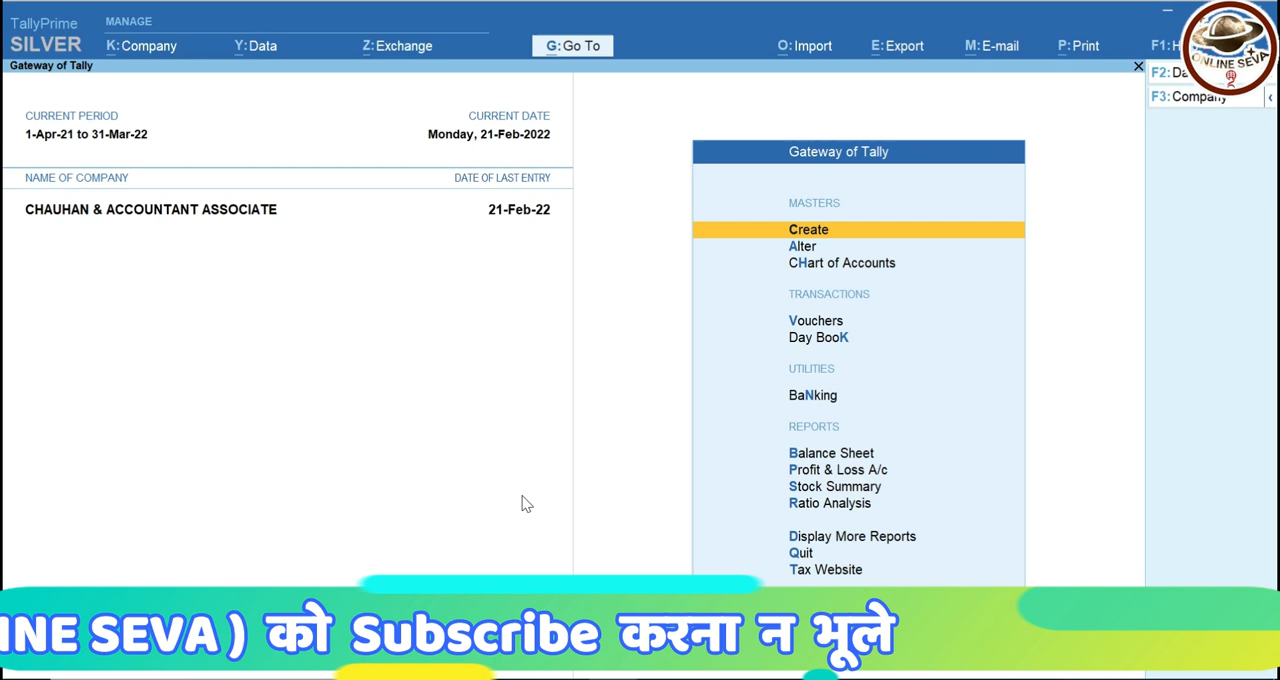 TallyPrime
SILVER
MANAGE
K: Company
Y: Data
Z: Exchange
G: Go To
O: Import
E: Export
M: E-mail
P: Print
F1:
Gateway of Tally
ONLINE SEVA
F2:
F3: Company
CURRENT PERIOD
CURRENT DATE
1-Apr-21 to 31-Mar-22
Monday, 21-Feb-2022
NAME OF COMPANY
DATE OF LAST ENTRY
CHAUHAN & ACCOUNTANT ASSOCIATE
21-Feb-22
Gateway of Tally
MASTERS
Create
Alter
CHart of Accounts
TRANSACTIONS
Vouchers
Day BooK
UTILITIES
BaNking
REPORTS
Balance Sheet
Profit & Loss A/c
Stock Summary
Ratio Analysis
Display More Reports
Quit
Tax Website
INE SEVA ) को Subscribe करना न भूले